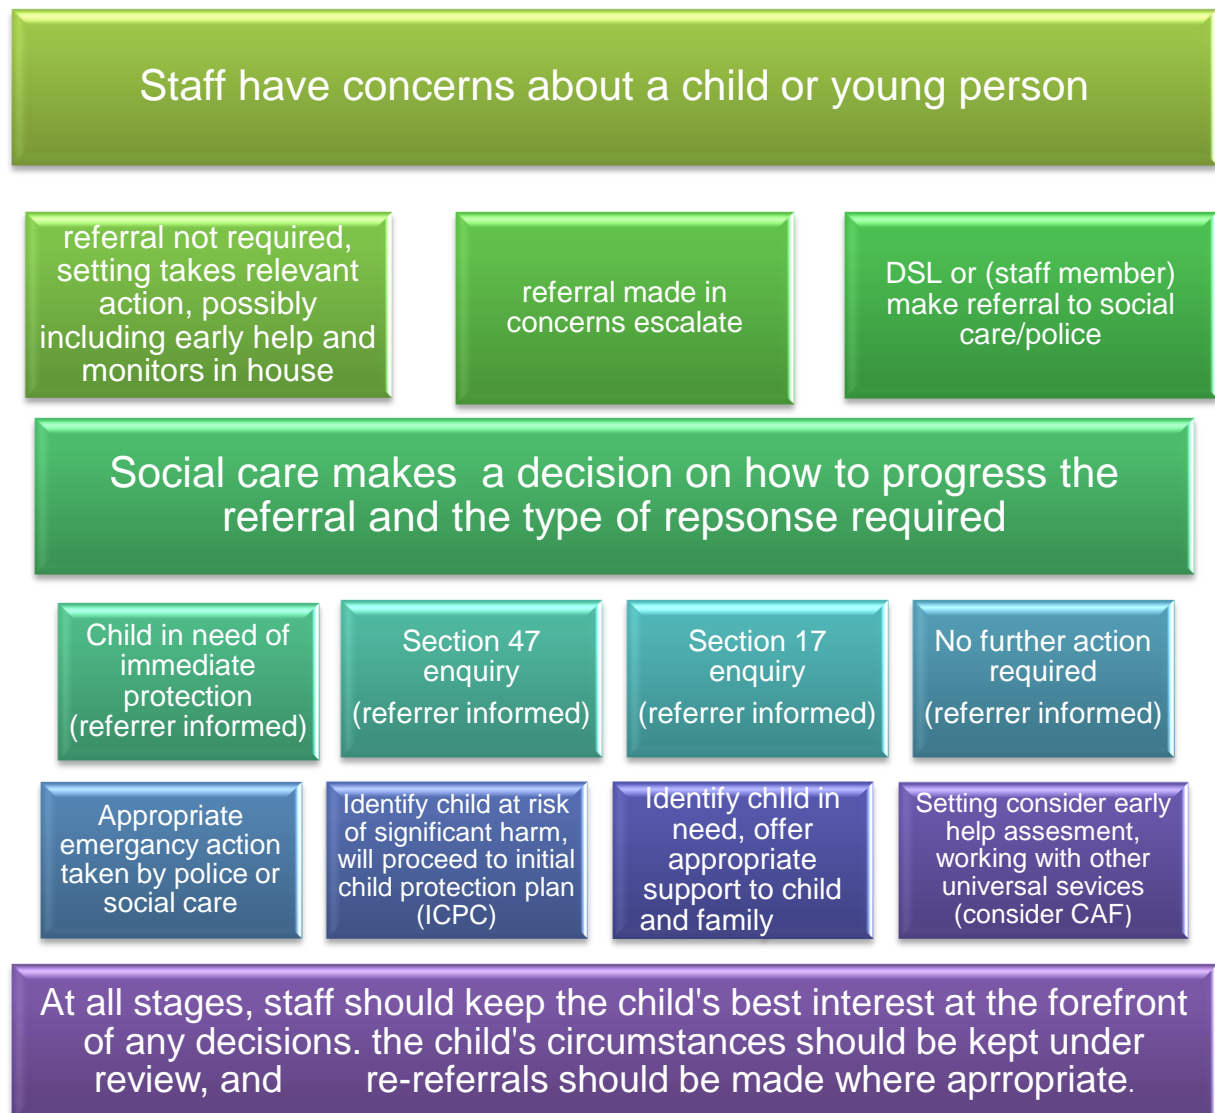 Staff have concerns about a child or young person
referral not required,
setting takes relevant
action, possibly
including early help and
monitors in house
referral made in
concerns escalate
DSL or (staff member)
make referral to social
care/police
Social care makes  a decision on how to progress the
referral and the type of repsonse required
Child in need of
immediate
protection
(referrer informed)
Section 47
enquiry
(referrer informed)
Section 17
enquiry
(referrer informed)
No further action
required
(referrer informed)
Appropriate
emergancy action
taken by police or
social care
Identify child at risk
of significant harm,
will proceed to initial
child protection plan
(ICPC)
Identify chIld in
need, offer
appropriate
support to child
and family
Setting consider early
help assesment,
working with other
universal sevices
(consider CAF)
At all stages, staff should keep the child's best interest at the forefront
of any decisions. the child's circumstances should be kept under
review, and re-referrals should be made where aprropriate.